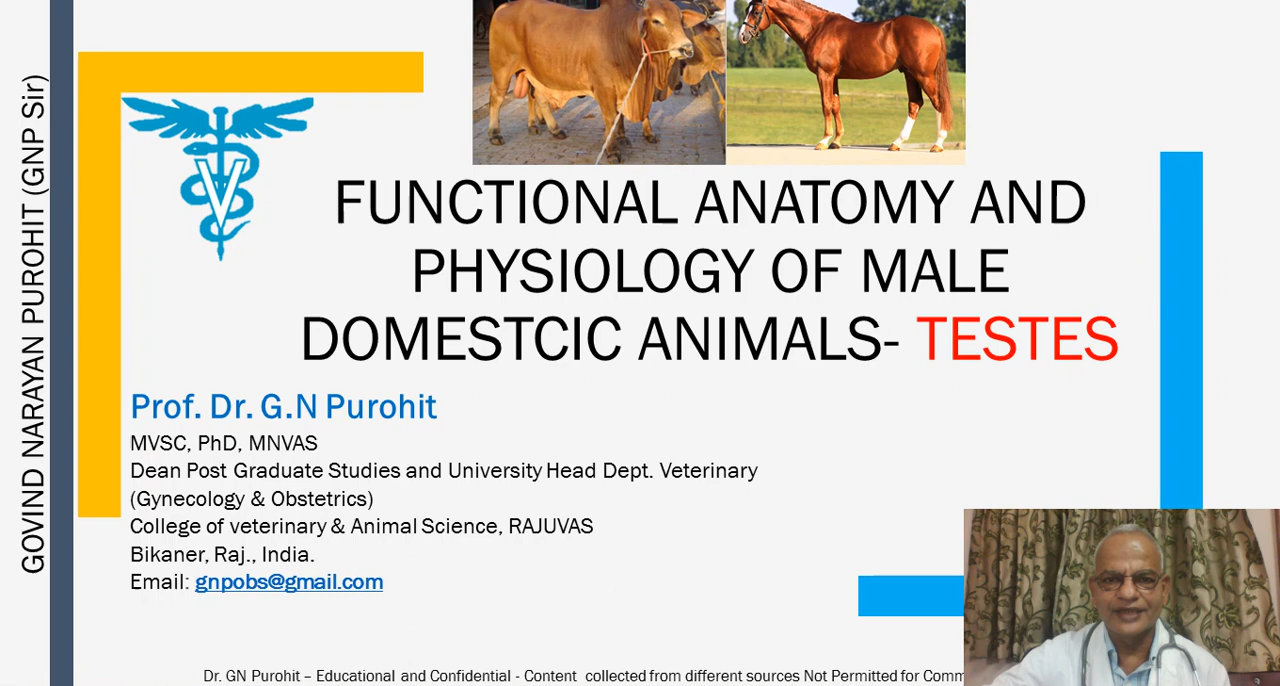 GOVIND NARAYAN PUROHIT (GNP Sir)
V
FUNCTIONAL ANATOMY AND
PHYSIOLOGY OF MALE
DOMESTCIC ANIMALS- TESTES
Prof. Dr. G.N Purohit
MVSC, PhD, MNVAS
Dean Post Graduate Studies and University Head Dept. Veterinary
(Gynecology & Obstetrics)
College of veterinary & Animal Science, RAJUVAS
Bikaner, Raj., India.
Email: gnpobs@gmail.com
Dr. GN Purohit – Educational and Confidential - Content collected from different sources Not Permitted for Comm